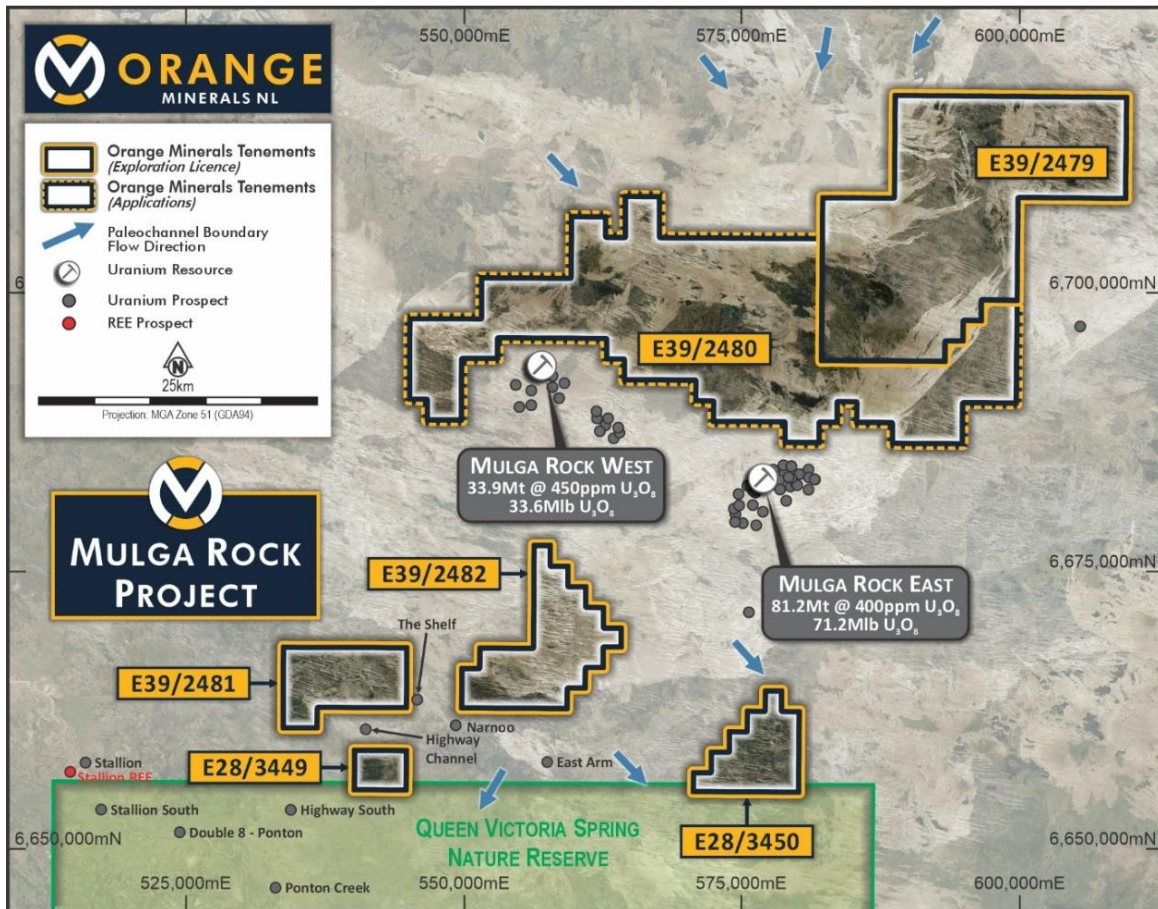 550,000mE
575,000mE
600,000mE
ORANGE
MINERALS NL
Orange Minerals Tenements
(Exploration Licence)
Orange Minerals Tenements
(Applications)
Paleochannel Boundary
Flow Direction
Uranium Resource
Uranium Prospect
REE Prospect
N
25km
Projection: MGA Zone 51 (GDA94)
E39/2479
6,700,000mN
E39/2480
MULGA ROCK WEST
33.9Mt @ 450ppm U₃O₈
33.6Mlb U₃O₈
MULGA ROCK
PROJECT
6,675,000mN
E39/2482
MULGA ROCK EAST
81.2Mt @ 400ppm U₃O₈
71.2Mlb U₃O₈
The Shelf
E39/2481
Narnoo
Highway
Channel
Stallion
Stallion REE
E28/3449
East Arm
Stallion South
Highway South
Double 8 - Ponton
QUEEN VICTORIA SPRING
NATURE RESERVE
E28/3450
6,650,000mN
6,650,000mN
Ponton Creek
525,000mE
550,000mE
575,000mE
600,000mE